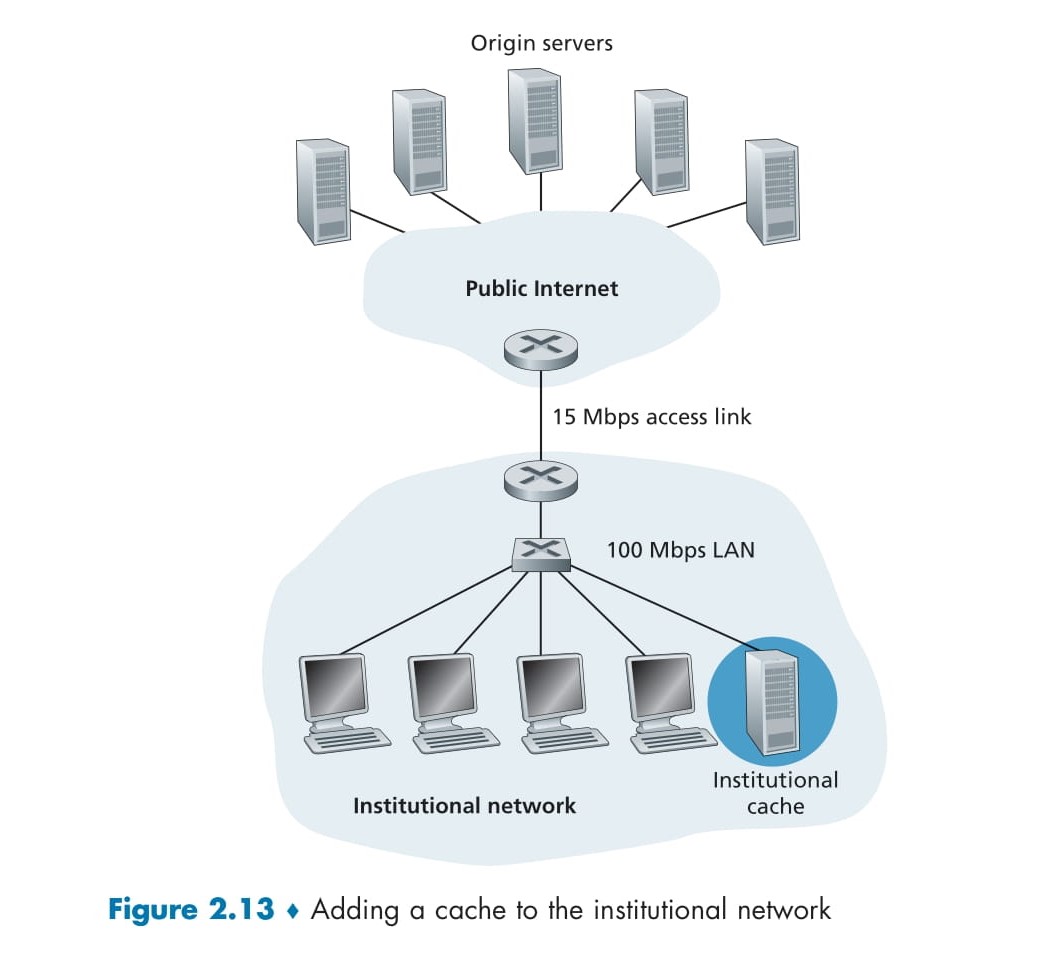 Origin servers
Public Internet
15 Mbps access link
100 Mbps LAN
Institutional
cache
Institutional network
Figure 2.13 ♦ Adding a cache to the institutional network